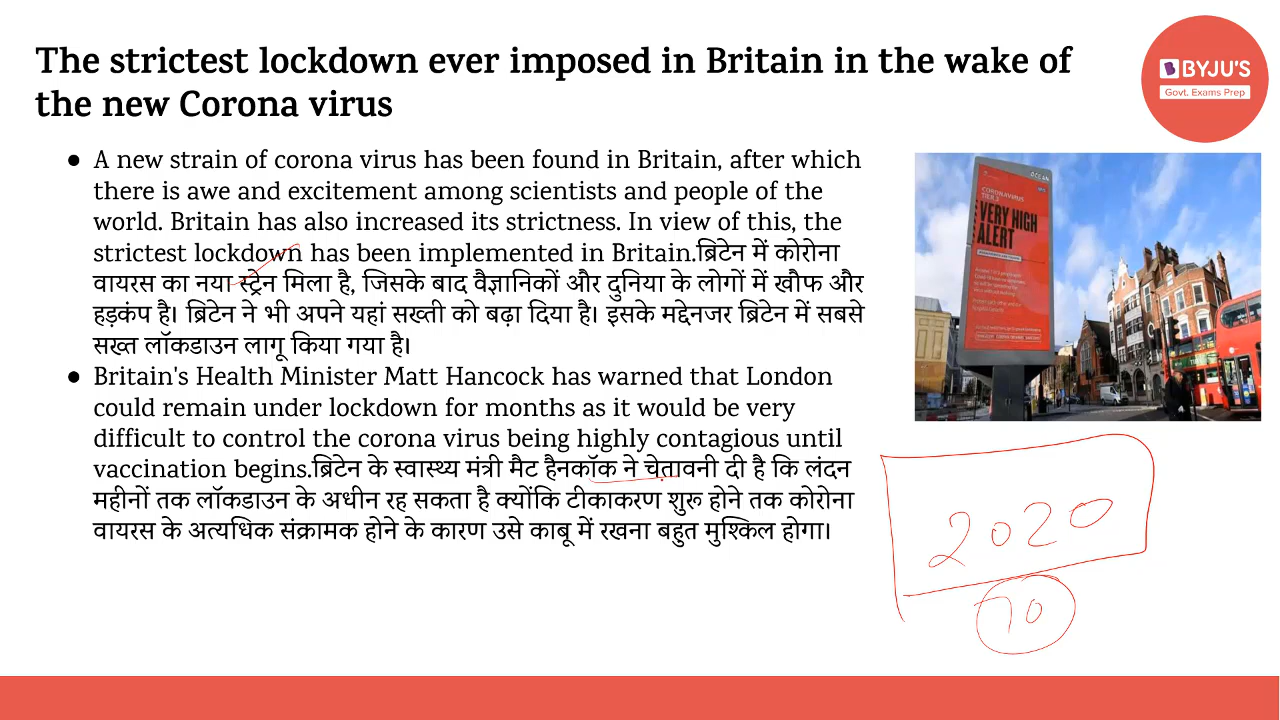 The strictest lockdown ever imposed in Britain in the wake of
the new Corona virus
BYJU'S
Govt. Exams Prep
● A new strain of corona virus has been found in Britain, after which
there is awe and excitement among scientists and people of the
world. Britain has also increased its strictness. In view of this, the
strictest lockdown has been implemented in Britain.ब्रिटेन में कोरोना
वायरस का नया स्ट्रेन मिला है, जिसके बाद वैज्ञानिकों और दुनिया के लोगों में खौफ और
हड़कंप है। ब्रिटेन ने भी अपने यहां सख्ती को बढ़ा दिया है। इसके मद्देनजर ब्रिटेन में सबसे
सख्त लॉकडाउन लागू किया गया है।
● Britain's Health Minister Matt Hancock has warned that London
could remain under lockdown for months as it would be very
difficult to control the corona virus being highly contagious until
vaccination begins.ब्रिटेन के स्वास्थ्य मंत्री मैट हैनकॉक ने चेतावनी दी है कि लंदन
महीनों तक लॉकडाउन के अधीन रह सकता है क्योंकि टीकाकरण शुरू होने तक कोरोना
वायरस के अत्यधिक संक्रामक होने के कारण उसे काबू में रखना बहुत मुश्किल होगा।
OCEAN
CORONAVIRUS
TIER 3
VERY HIGH
ALERT
2020